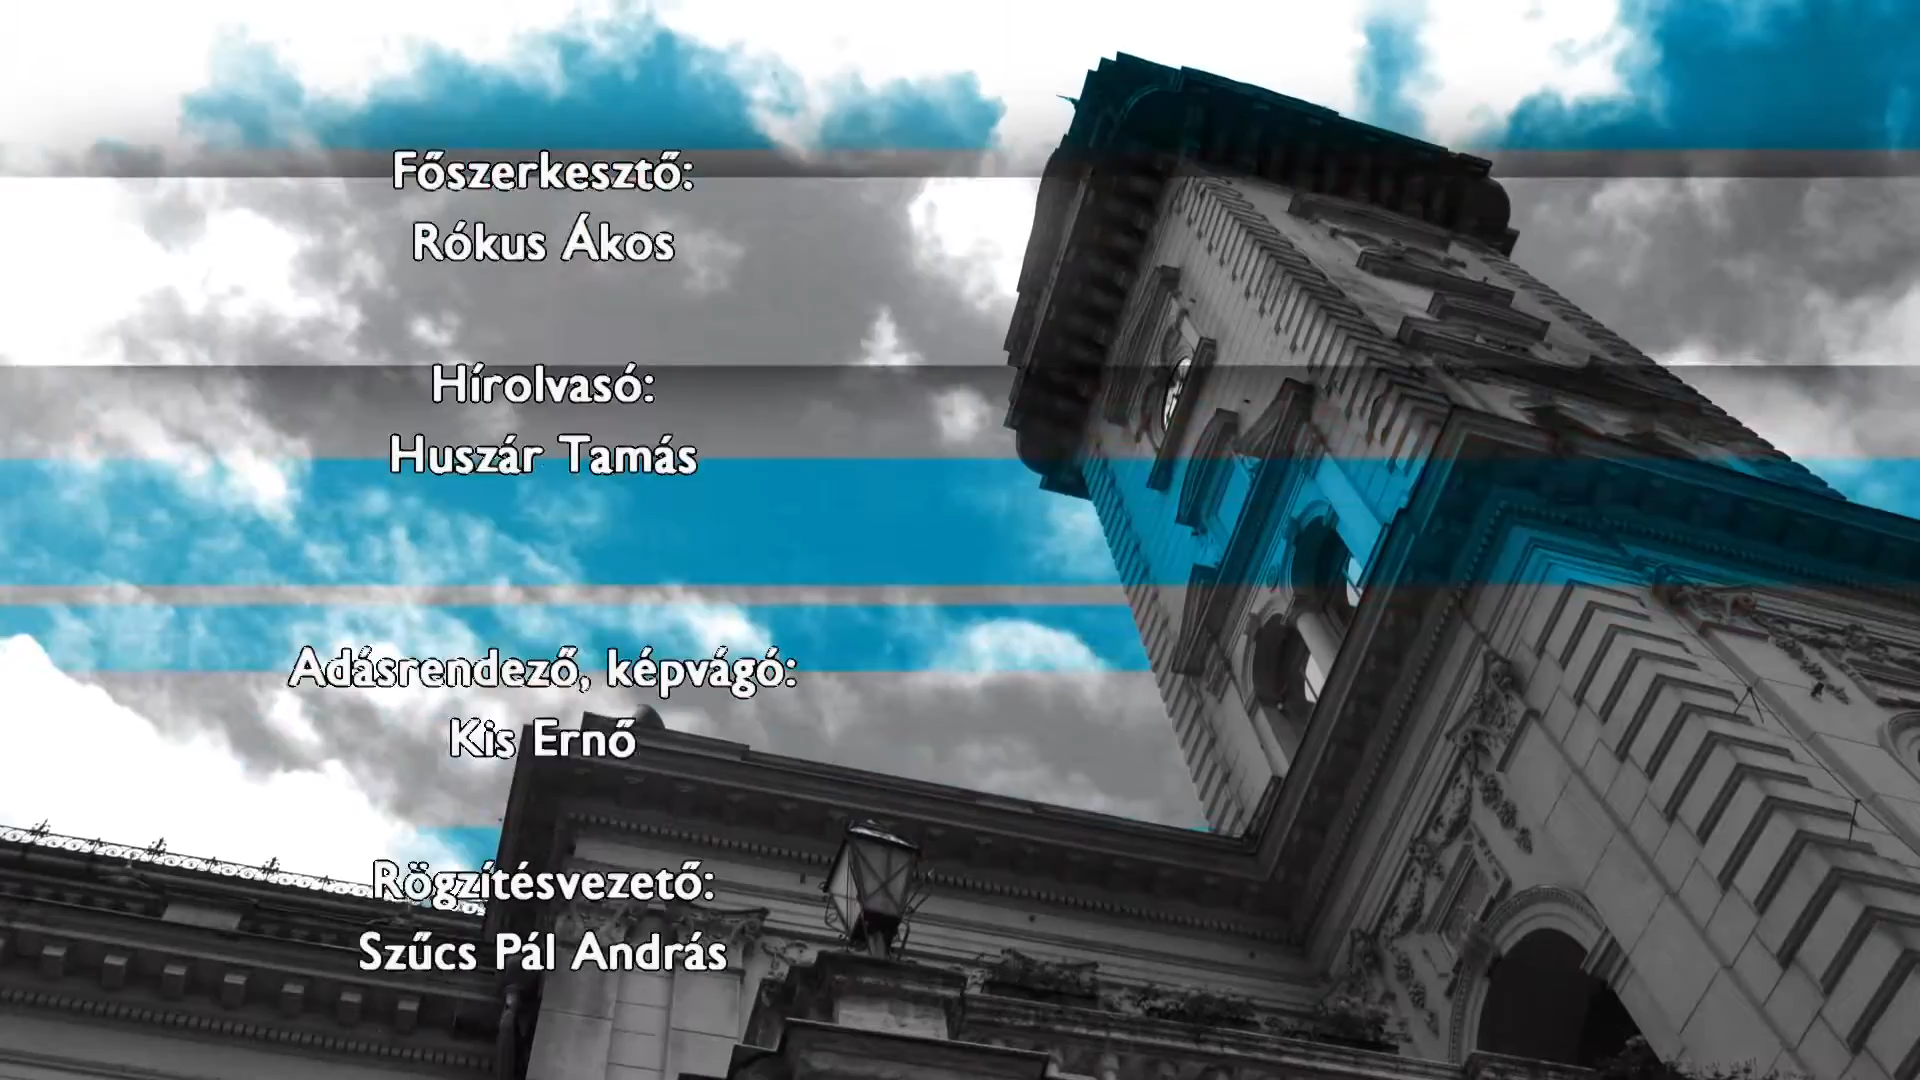 Főszerkesztő:
Rókus Ákos
Hírolvasó:
Huszár Tamás
Adásrendező, képvágó:
Kis Ernő
Rögzítésvezető:
Szűcs Pál András